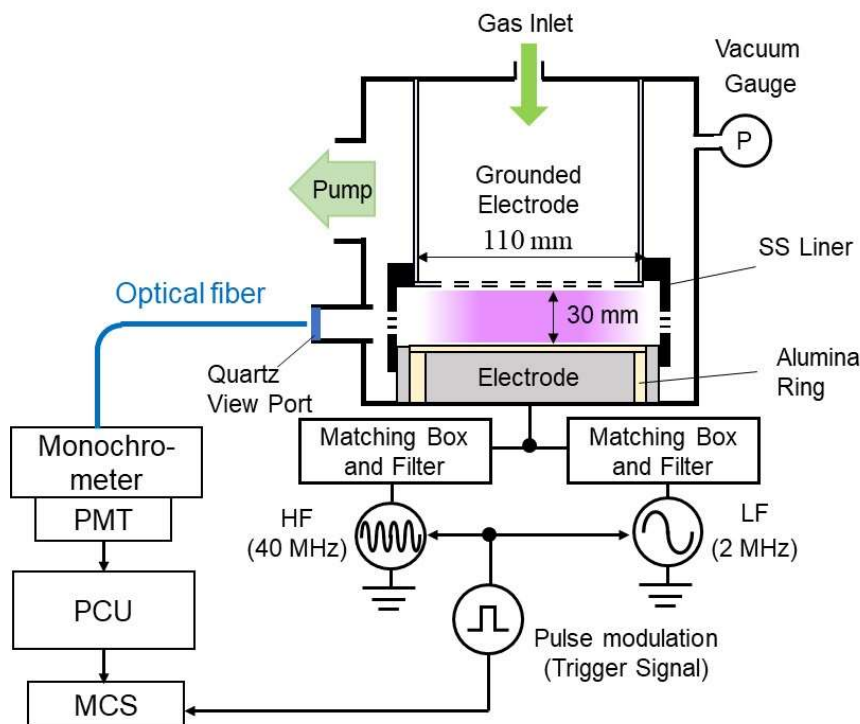 Gas Inlet
Vacuum
Gauge
P
Pump
Grounded
Electrode
110 mm
SS Liner
Optical fiber
30 mm
Quartz
View Port
Electrode
Alumina
Ring
Monochro-
meter
Matching Box
and Filter
Matching Box
and Filter
PMT
HF
(40 MHz)
LF
(2 MHz)
PCU
Pulse modulation
(Trigger Signal)
MCS